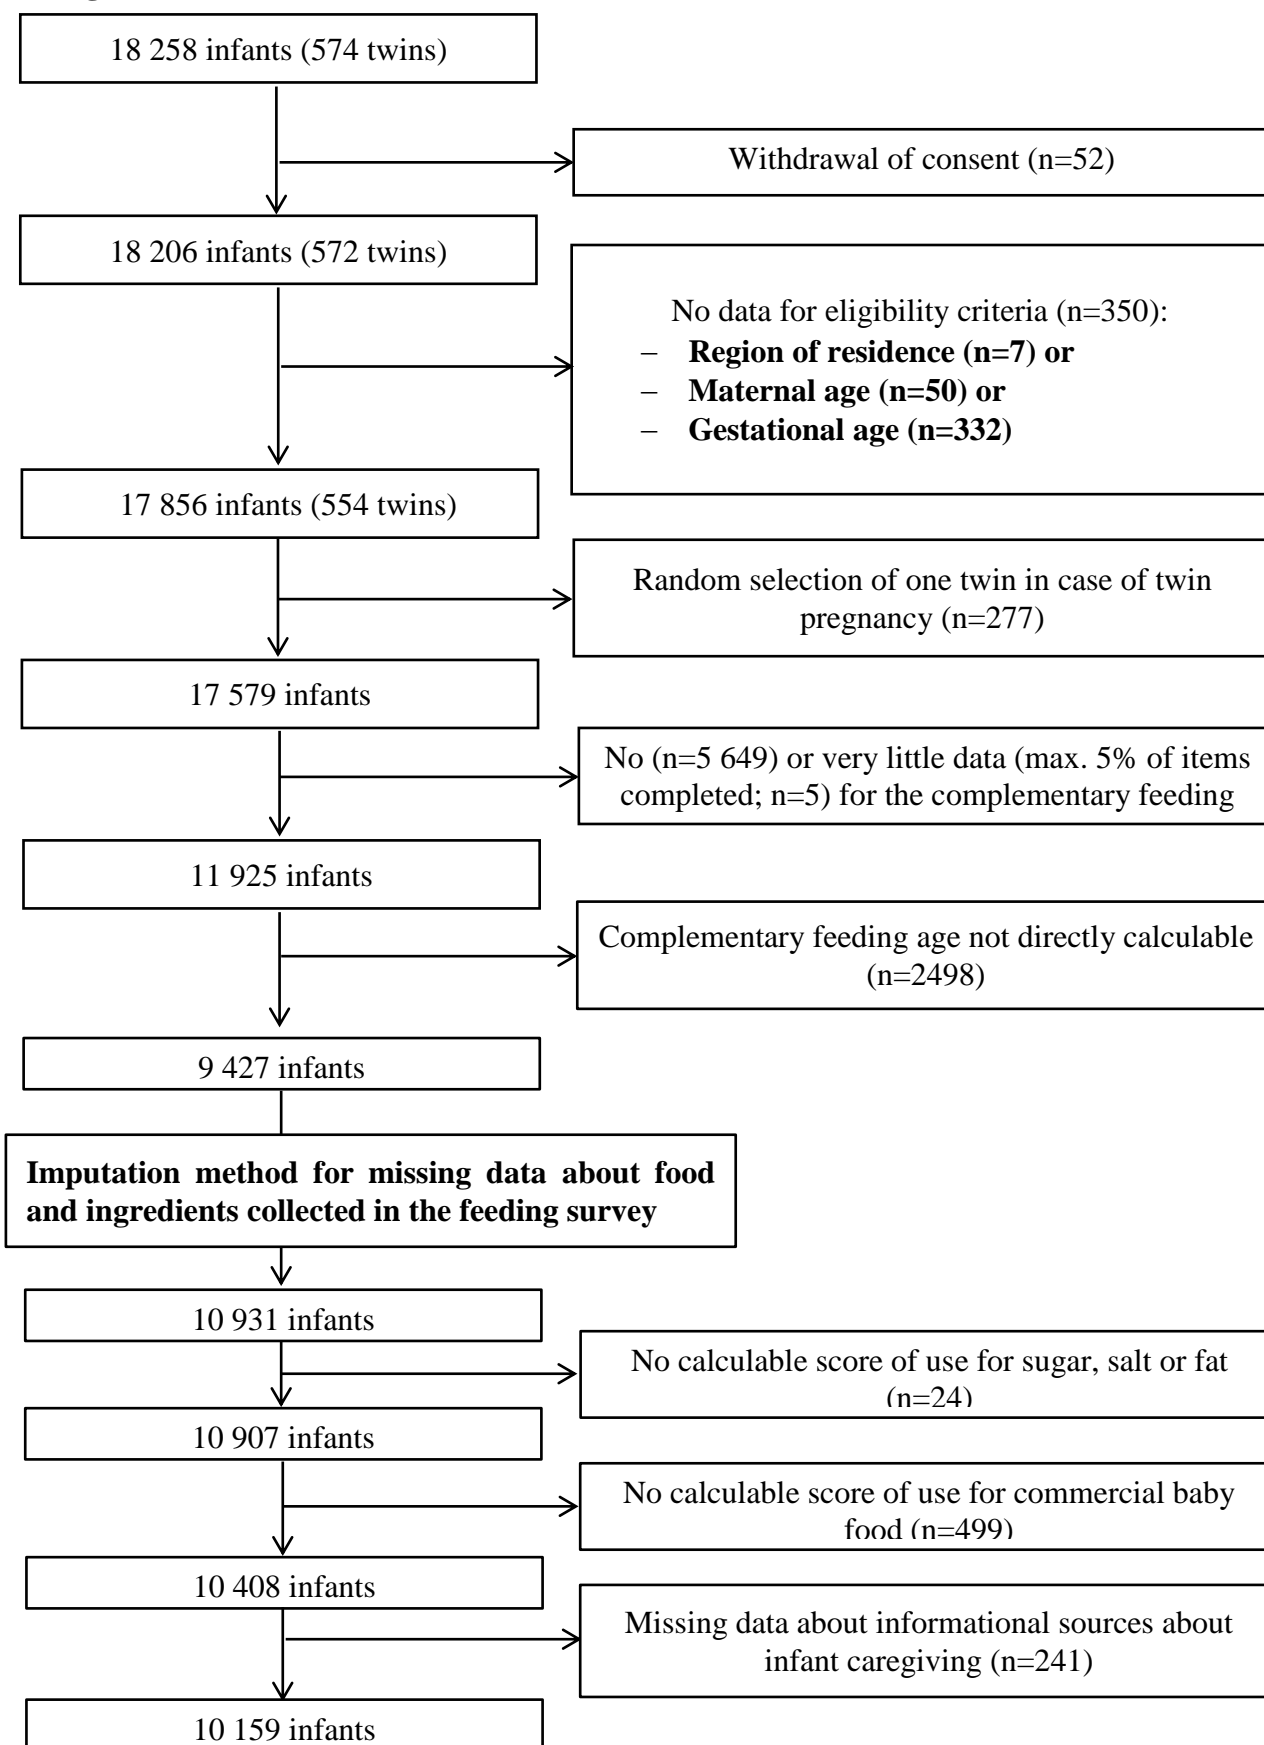 18 258 infants (574 twins)
Withdrawal of consent (n=52)
18 206 infants (572 twins)
No data for eligibility criteria (n=350):
– Region of residence (n=7) or
– Maternal age (n=50) or
– Gestational age (n=332)
17 856 infants (554 twins)
Random selection of one twin in case of twin
pregnancy (n=277)
17 579 infants
No (n=5 649) or very little data (max. 5% of items
completed; n=5) for the complementary feeding
11 925 infants
Complementary feeding age not directly calculable
(n=2498)
9 427 infants
Imputation method for missing data about food
and ingredients collected in the feeding survey
10 931 infants
No calculable score of use for sugar, salt or fat
(n=24)
10 907 infants
No calculable score of use for commercial baby
food (n=499)
10 408 infants
Missing data about informational sources about
infant caregiving (n=241)
10 159 infants